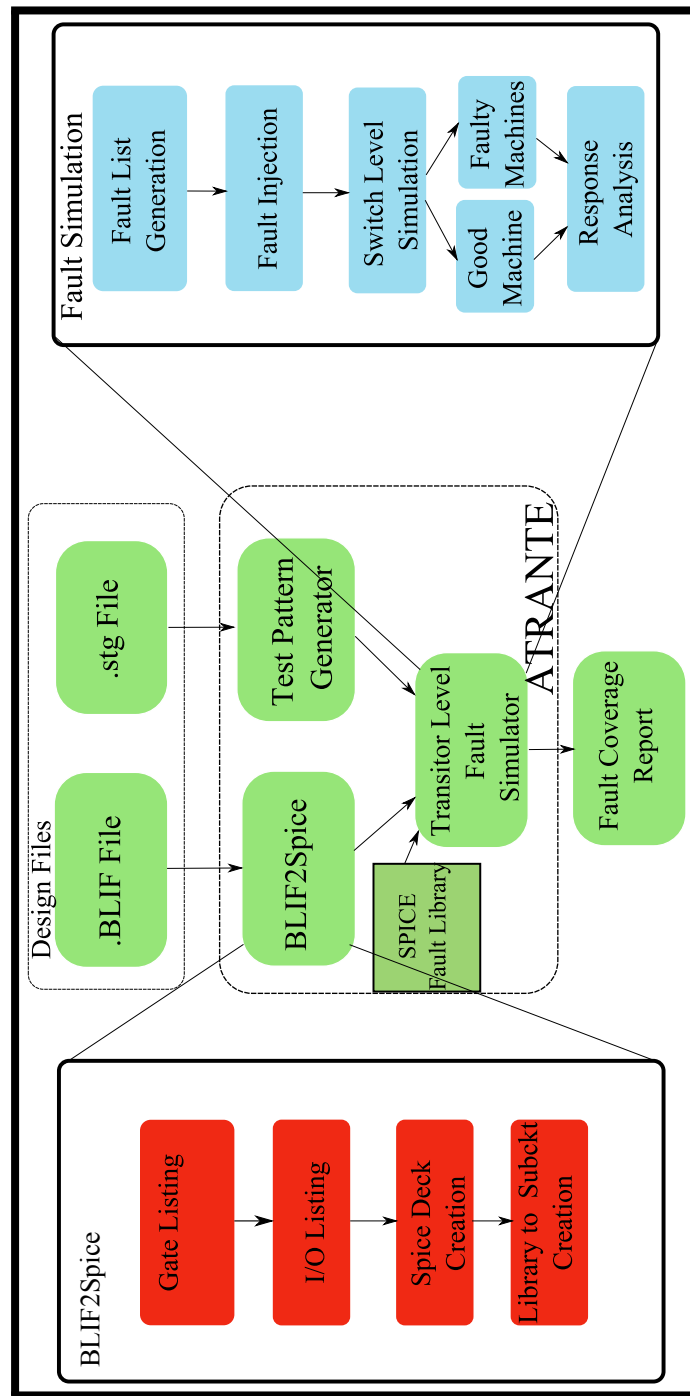 BLIF2Spice
Gate Listing
I/O Listing
Spice Deck
Creation
Library to Subckt
Creation
Design Files
.BLIF File
.stg File
BLIF2Spice
Test Pattern
Generator
SPICE
Fault Library
Transitor Level
Fault
Simulator
ATRANTE
Fault Coverage
Report
Fault Simulation
Fault List
Generation
Fault Injection
Switch Level
Simulation
Good
Machine
Faulty
Machines
Response
Analysis